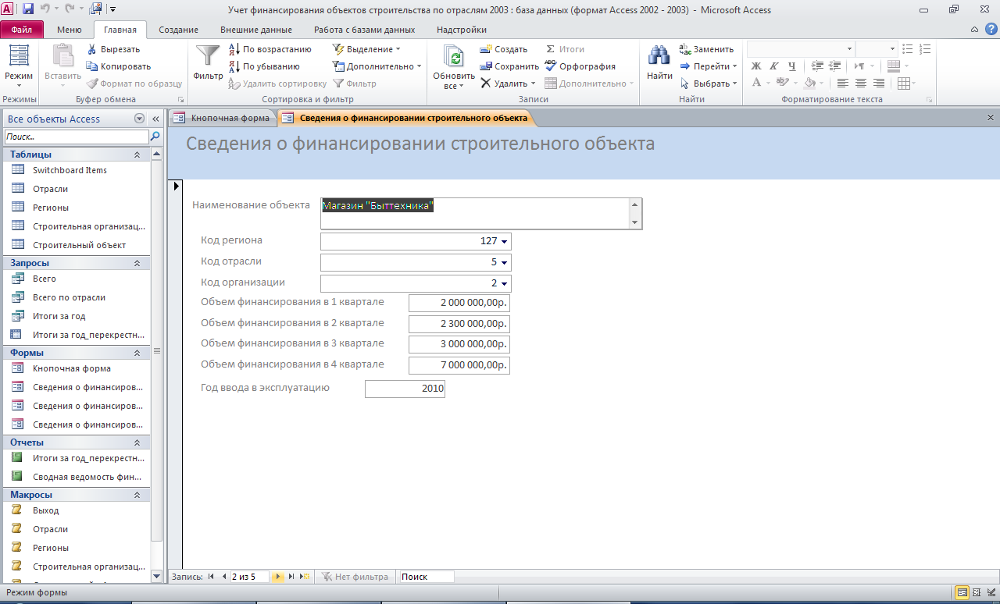 Учет финансирования объектов строительства по отраслям 2003 : база данных (формат Access 2002 - 2003) - Microsoft Access
Файл Меню Главная Создание Внешние данные Работа с базами данных Надстройки
Режим
Режимы
Вставить
Вырезать
Копировать
Формат по образцу
Буфер обмена
Фильтр
По возрастанию
По убыванию
Удалить сортировку
Выделение
Дополнительно
Фильтр
Сортировка и фильтр
Обновить все
Создать
Сохранить
Удалить
Итоги
Орфография
Дополнительно
Записи
Найти
Заменить
Перейти
Выбрать
Найти
Ж К Ч
А
Форматирование текста
Все объекты Access
Поиск...
Таблицы
Switchboard Items
Отрасли
Регионы
Строительная организац...
Строительный объект
Запросы
Всего
Всего по отрасли
Итоги за год
Итоги за год_перекрестн...
Формы
Кнопочная форма
Сведения о финансиров...
Сведения о финансиров...
Сведения о финансиров...
Отчеты
Итоги за год_перекрестн...
Сводная ведомость фин...
Макросы
Выход
Отрасли
Регионы
Строительная организац...
Кнопочная форма
Сведения о финансировании строительного объекта
Сведения о финансировании строительного объекта
Наименование объекта Магазин "Быттехника"
Код региона 127
Код отрасли 5
Код организации 2
Объем финансирования в 1 квартале 2 000 000,00р.
Объем финансирования в 2 квартале 2 300 000,00р.
Объем финансирования в 3 квартале 3 000 000,00р.
Объем финансирования в 4 квартале 7 000 000,00р.
Год ввода в эксплуатацию 2010
Запись: 2 из 5 Нет фильтра Поиск
Режим формы